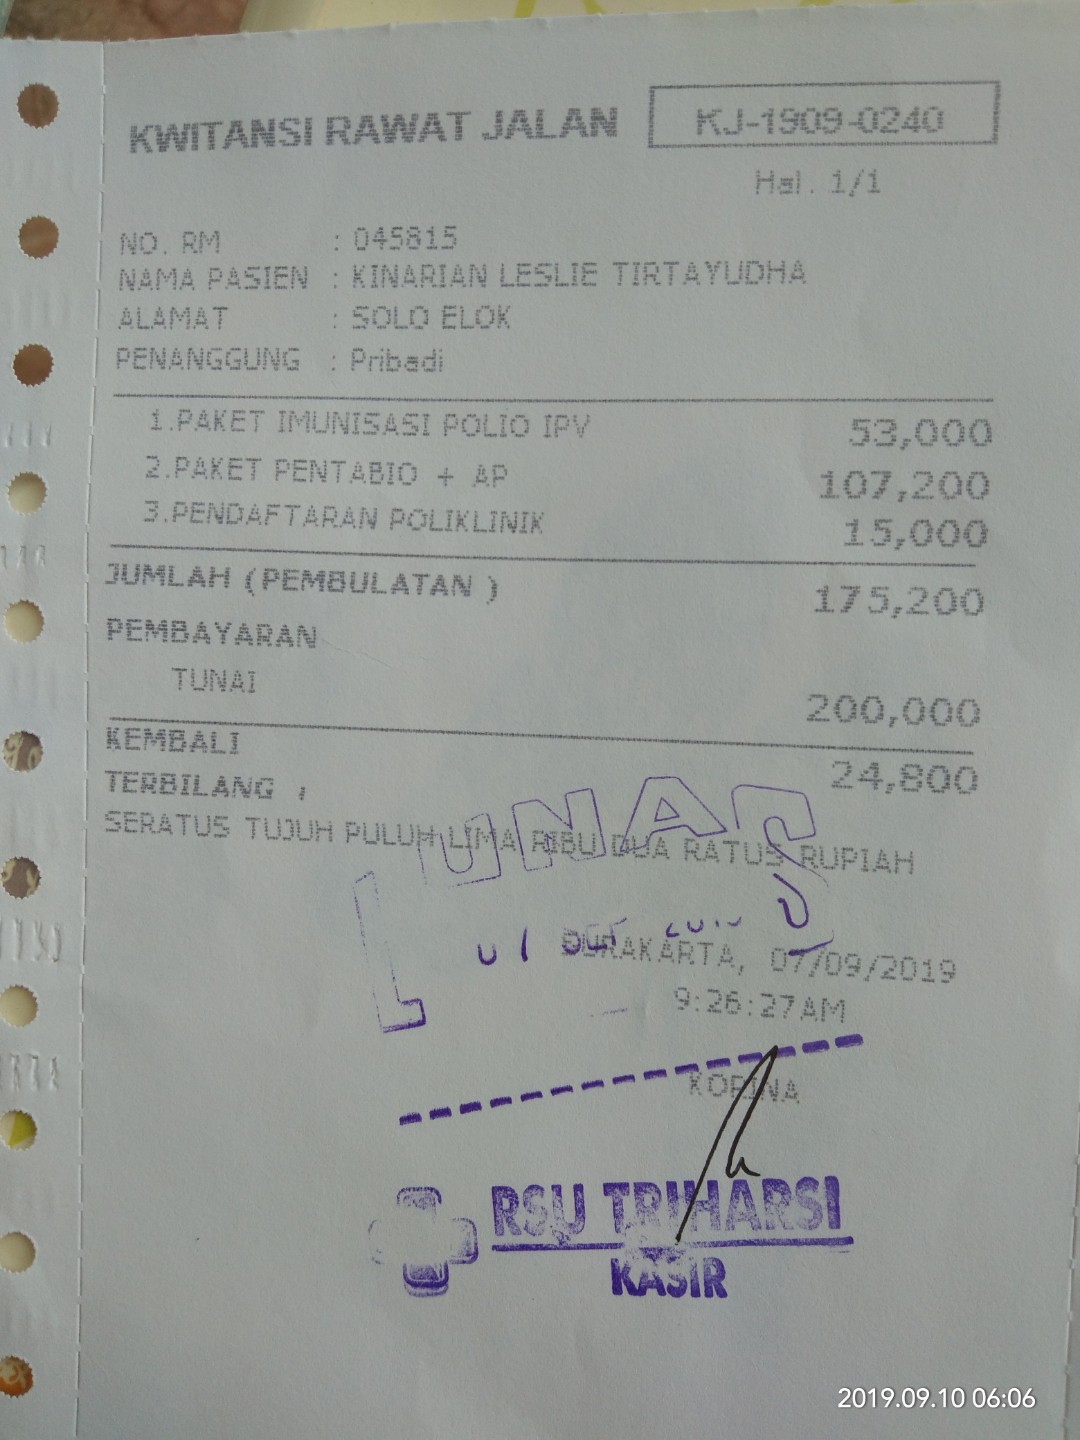 KWITANSI RAWAT JALAN KJ-1909-0240
Hal. 1/1
NO. RM : 045815
NAMA PASIEN : KINARIAN LESLIE TIRTAYUDHA
ALAMAT : SOLO ELOK
PENANGGUNG : Pribadi
1.PAKET IMUNISASI POLIO IPV 53,000
2.PAKET PENTABIO + AP 107,200
3.PENDAFTARAN POLIKLINIK 15,000
JUMLAH (PEMBULATAN ) 175,200
PEMBAYARAN
TUNAI 200,000
KEMBALI 24,800
TERBILANG :
SERATUS TUJUH PULUH LIMA RIBU DUA RATUS RUPIAH
LUNAS
SURAKARTA, 07/09/2019
9:26:27AM
KORINA
RSU TRIHARSI
KASIR
2019.09.10 06:06